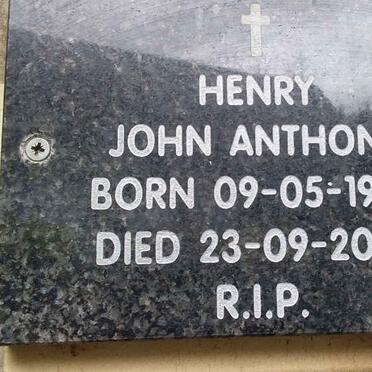 HENRY
JOHN ANTHON
BORN 09-05-19
DIED 23-09-20
R.I.P.